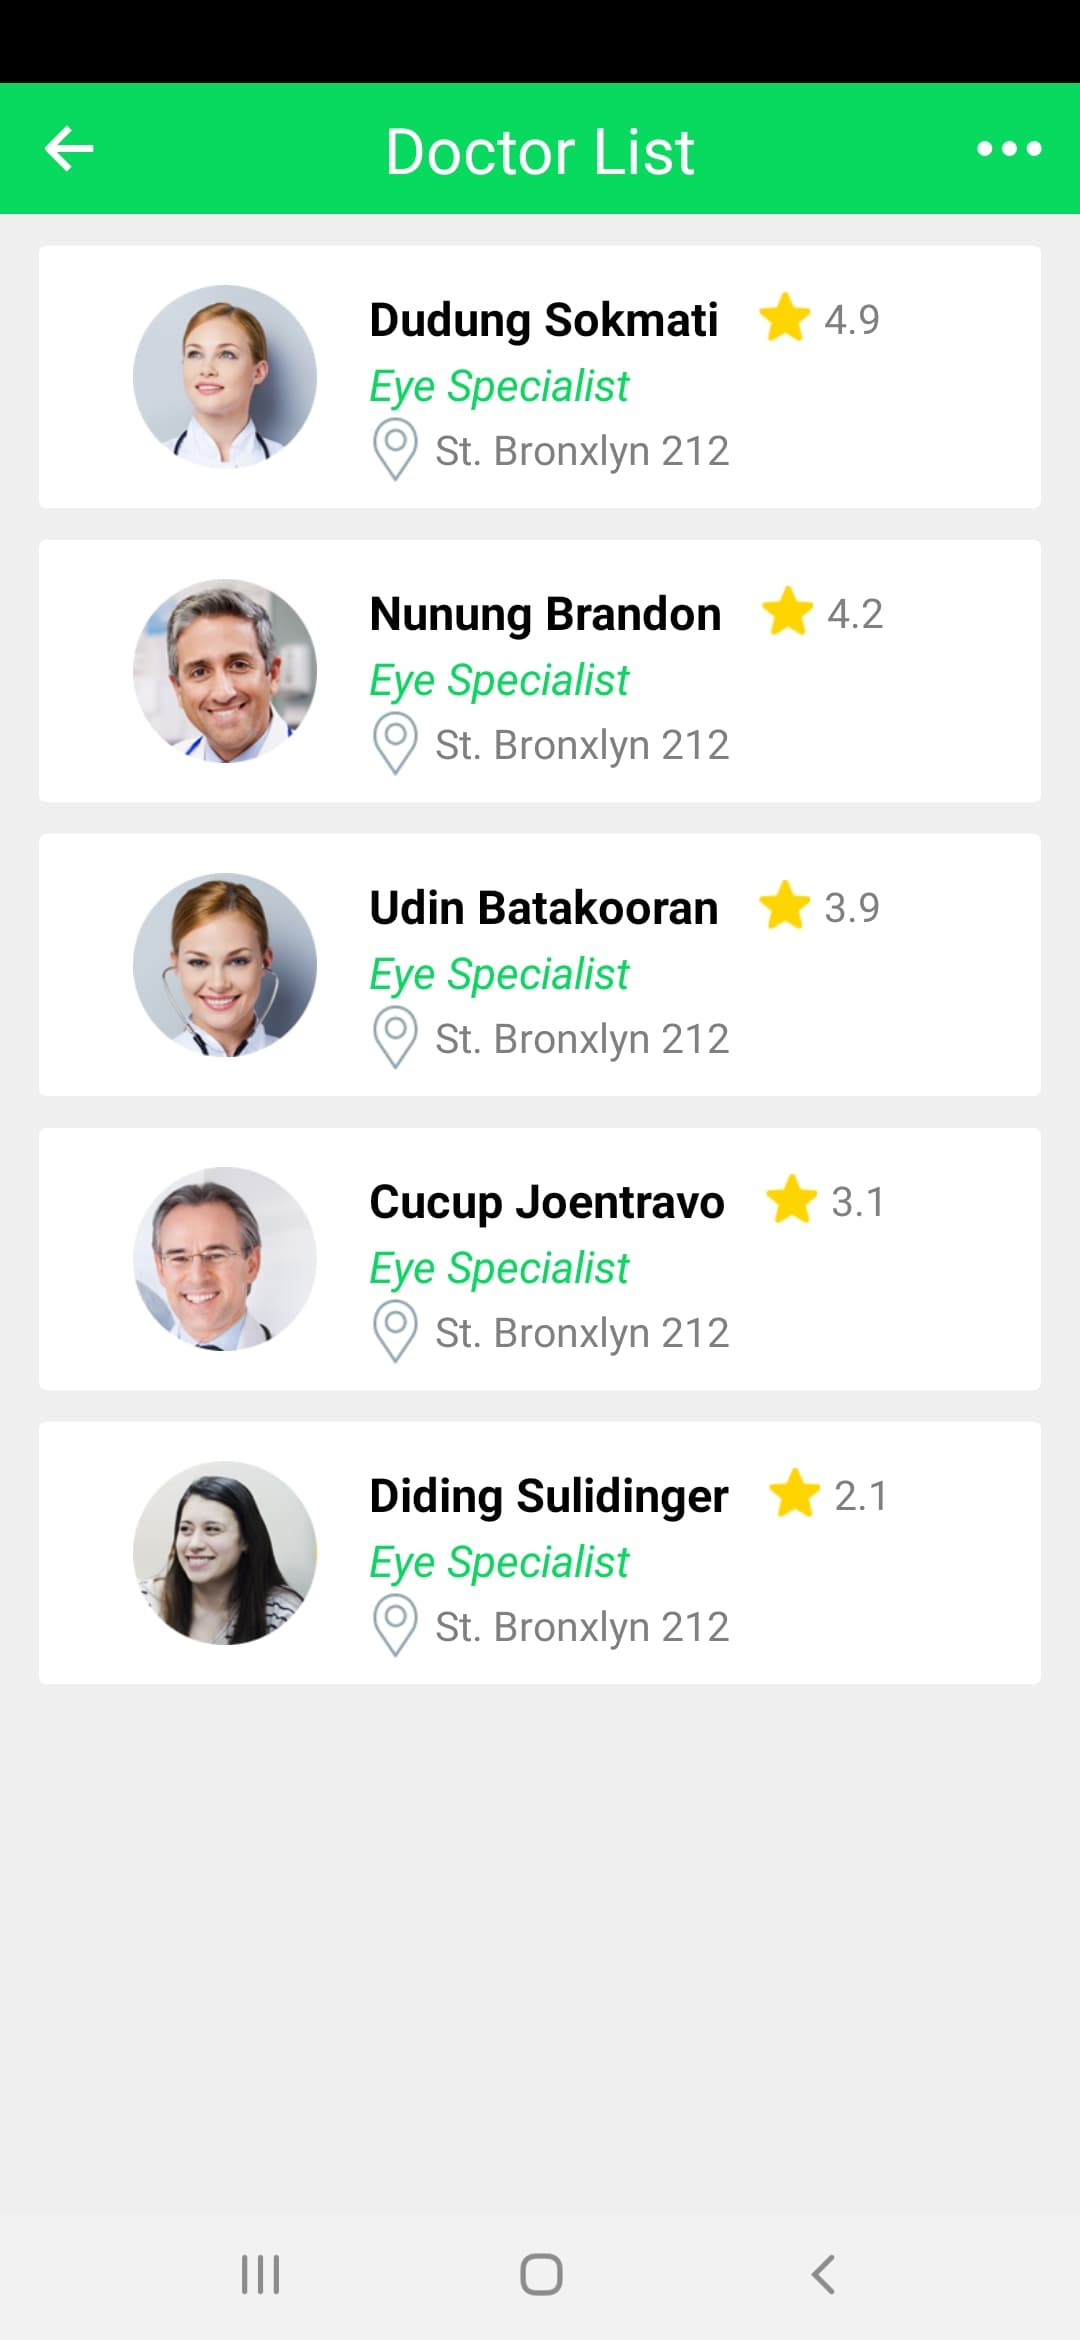 Doctor List
Dudung Sokmati 4.9
Eye Specialist
St. Bronxlyn 212
Nunung Brandon 4.2
Eye Specialist
St. Bronxlyn 212
Udin Batakooran 3.9
Eye Specialist
St. Bronxlyn 212
Cucup Joentravo 3.1
Eye Specialist
St. Bronxlyn 212
Diding Sulidinger 2.1
Eye Specialist
St. Bronxlyn 212